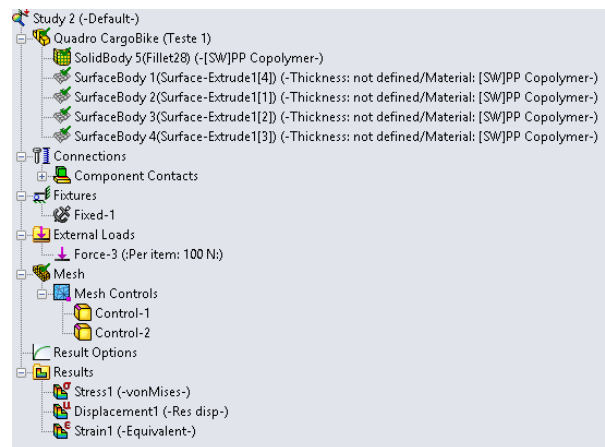 Study 2 (-Default-)
Quadro CargoBike (Teste 1)
SolidBody 5(Fillet28) (-[SW]PP Copolymer-)
SurfaceBody 1(Surface-Extrude1[4]) (-Thickness: not defined/Material: [SW]PP Copolymer-)
SurfaceBody 2(Surface-Extrude1[1]) (-Thickness: not defined/Material: [SW]PP Copolymer-)
SurfaceBody 3(Surface-Extrude1[2]) (-Thickness: not defined/Material: [SW]PP Copolymer-)
SurfaceBody 4(Surface-Extrude1[3]) (-Thickness: not defined/Material: [SW]PP Copolymer-)
Connections
Component Contacts
Fixtures
Fixed-1
External Loads
Force-3 (:Per item: 100 N:)
Mesh
Mesh Controls
Control-1
Control-2
Result Options
Results
Stress1 (-vonMises-)
Displacement1 (-Res disp-)
Strain1 (-Equivalent-)